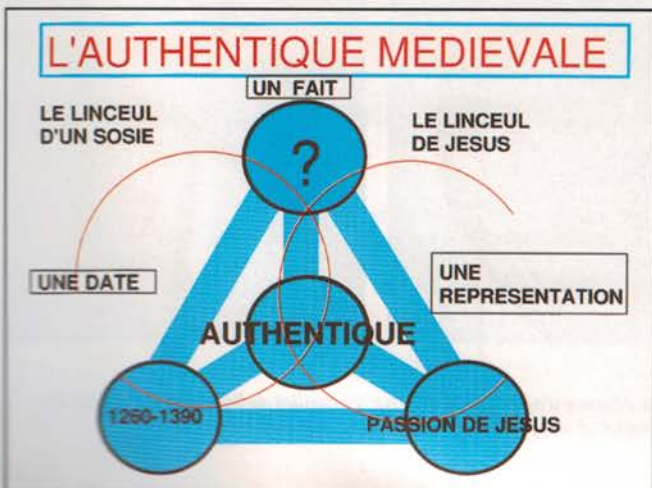 L'AUTHENTIQUE MEDIEVALE
UN FAIT
LE LINCEUL
D'UN SOSIE
LE LINCEUL
DE JESUS
?
UNE DATE
UNE
REPRESENTATION
AUTHENTIQUE
1260-1390
PASSION DE JESUS